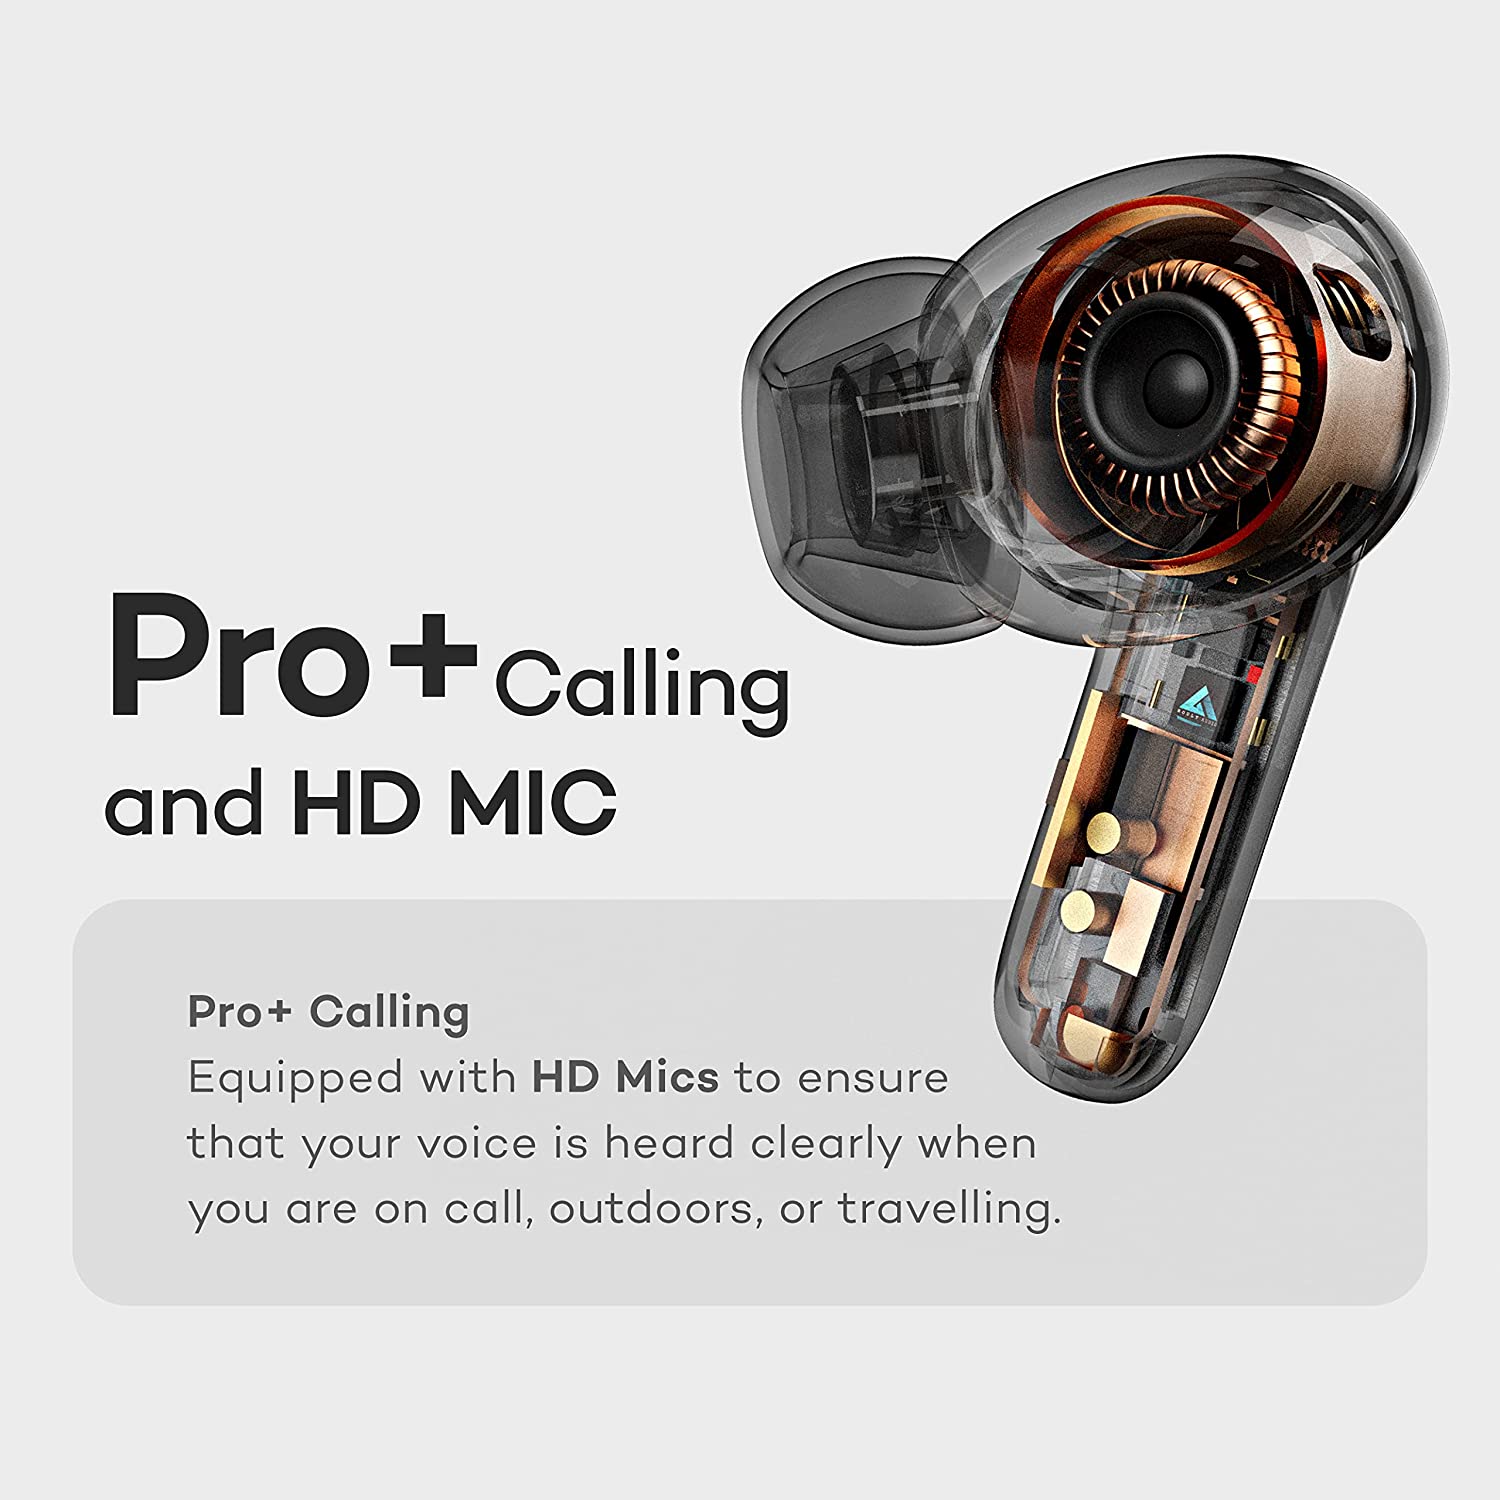 Pro+ Calling
and HD MIC
Pro+ Calling
Equipped with HD Mics to ensure
that your voice is heard clearly when
you are on call, outdoors, or travelling.